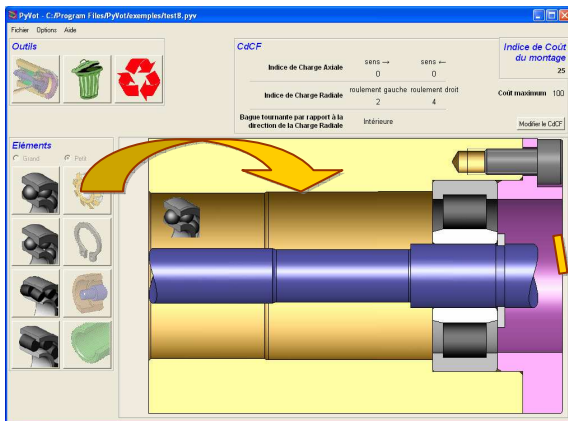 PyVot - C:/Program Files/PyVot/exemples/test8.pyv
Fichier Options Aide
Outils
CdCF
Indice de Coût
du montage
25
sens → sens ←
Indice de Charge Axiale
0 0
roulement gauche roulement droit
Indice de Charge Radiale
2 4
Coût maximum 100
Bague tournante par rapport à la
direction de la Charge Radiale
Intérieure
Modifier le CdCF
Eléments
Grand Petit